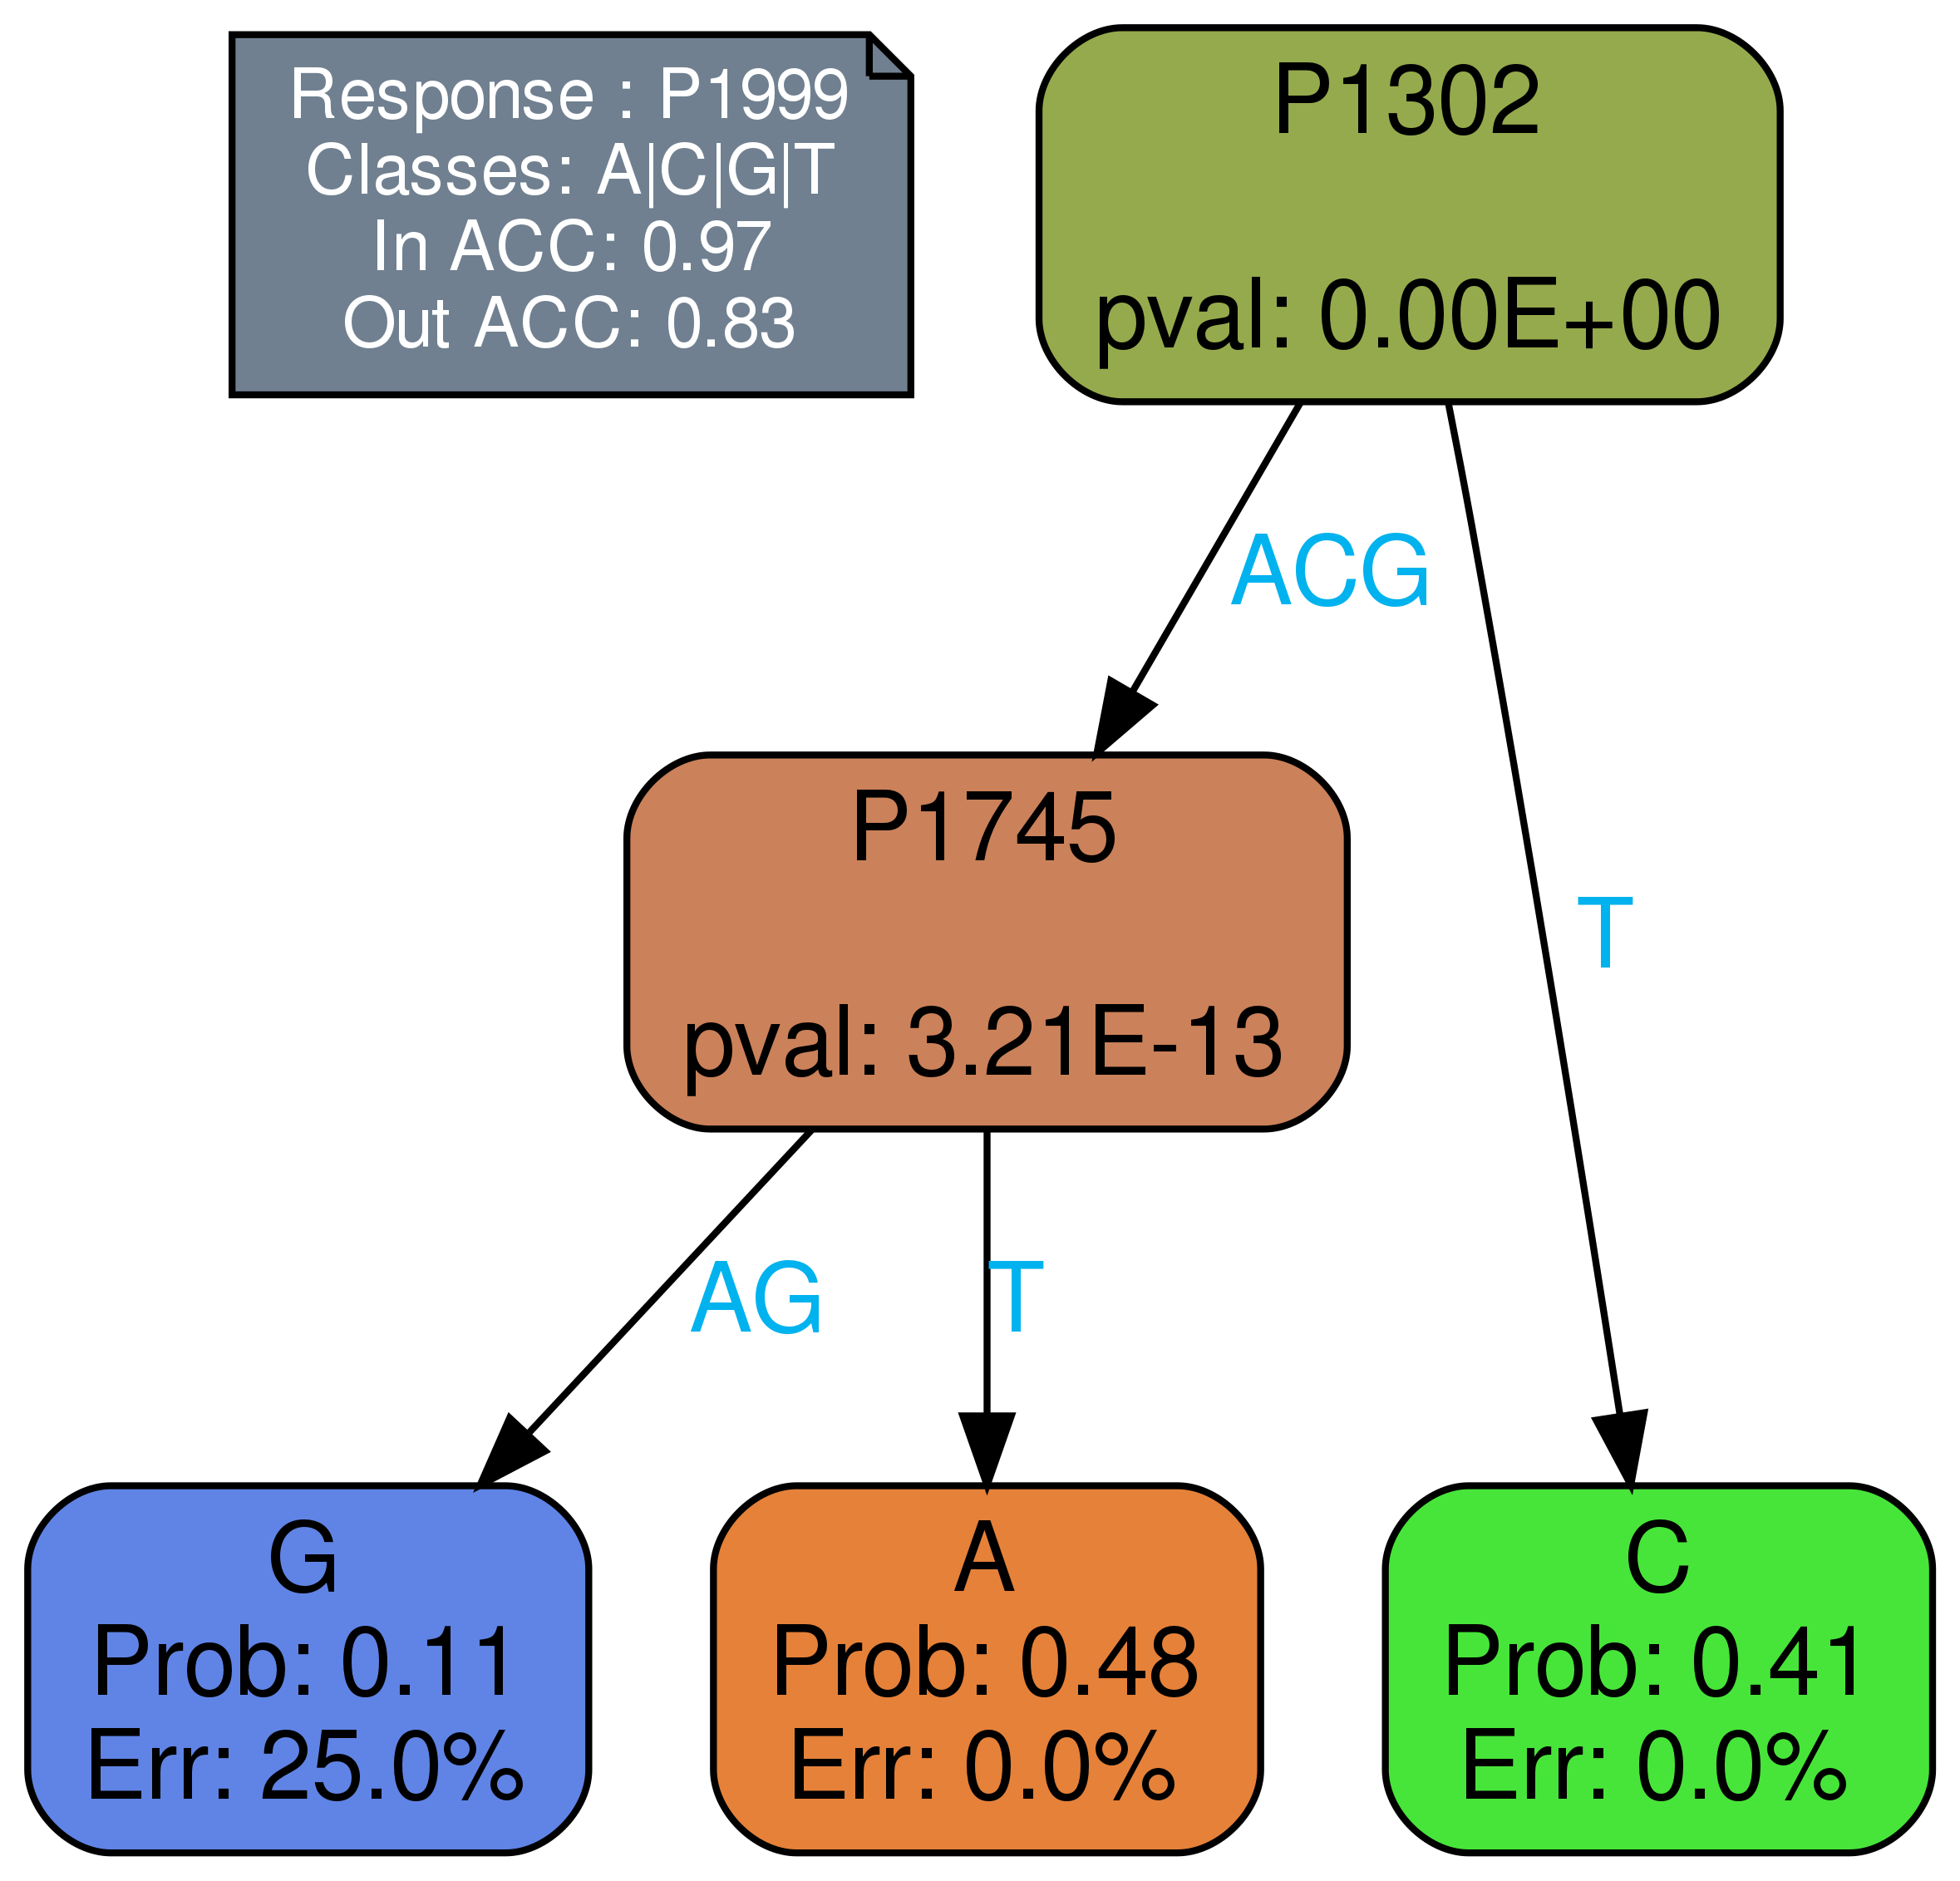 Response : P1999
Classes: A|C|G|T
In ACC: 0.97
Out ACC: 0.83
P1302
pval: 0.00E+00
ACG
T
P1745
pval: 3.21E-13
AG
T
G
Prob: 0.11
Err: 25.0%
A
Prob: 0.48
Err: 0.0%
C
Prob: 0.41
Err: 0.0%